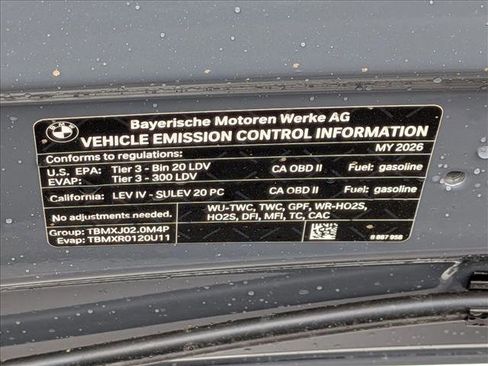 BMW
Bayerische Motoren Werke AG
VEHICLE EMISSION CONTROL INFORMATION
Conforms to regulations: MY 2026
U.S. EPA: Tier 3 - Bin 20 LDV CA OBD II Fuel: gasoline
EVAP: Tier 3 - 300 LDV
California: LEV IV - SULEV 20 PC CA OBD II Fuel: gasoline
No adjustments needed. WU-TWC, TWC, GPF, WR-HO2S,
HO2S, DFI, MFI, TC, CAC
Group: TBMXJ02.0M4P
Evap: TBMXR0120U11
9 887 958